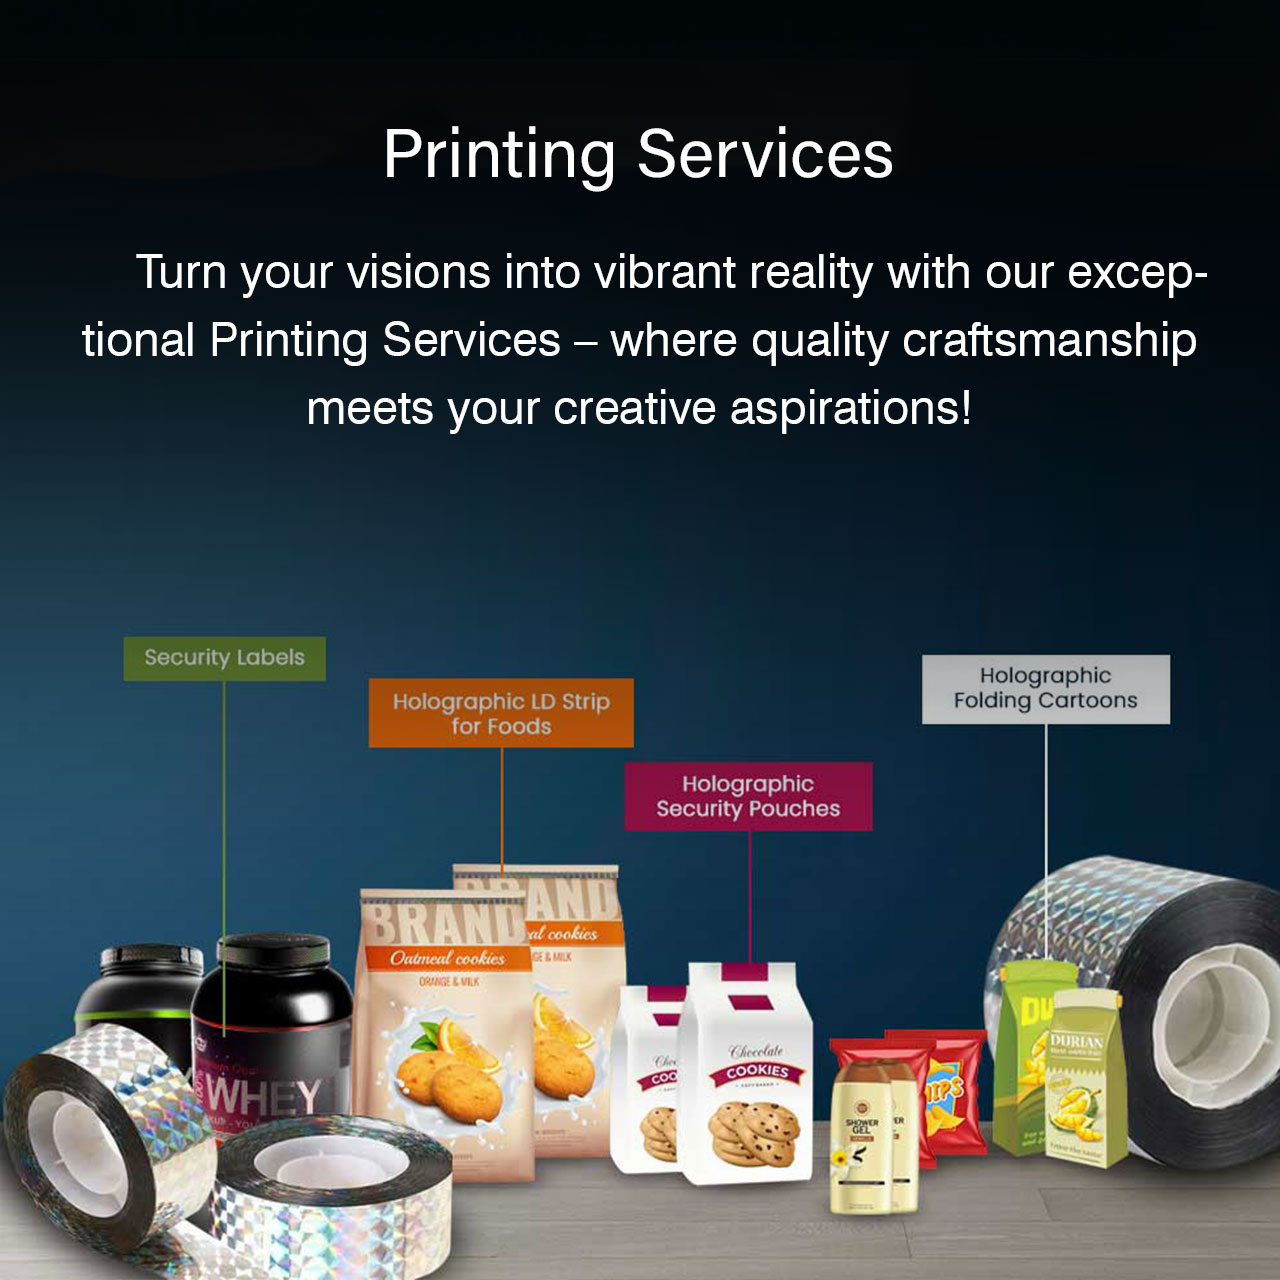 Printing Services
Turn your visions into vibrant reality with our excep-
tional Printing Services – where quality craftsmanship
meets your creative aspirations!
Security Labels
Holographic LD Strip
for Foods
Holographic
Security Pouches
Holographic
Folding Cartoons
BRAND
Oatmeal cookies
ORANGE & MILK
WHEY
Chocolate
COOKIES
SHOWER
GEL
DURIAN